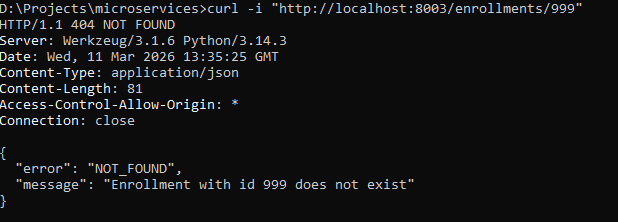 D:\Projects\microservices>curl -i "http://localhost:8003/enrollments/999"
HTTP/1.1 404 NOT FOUND
Server: Werkzeug/3.1.6 Python/3.14.3
Date: Wed, 11 Mar 2026 13:35:25 GMT
Content-Type: application/json
Content-Length: 81
Access-Control-Allow-Origin: *
Connection: close

{
  "error": "NOT_FOUND",
  "message": "Enrollment with id 999 does not exist"
}